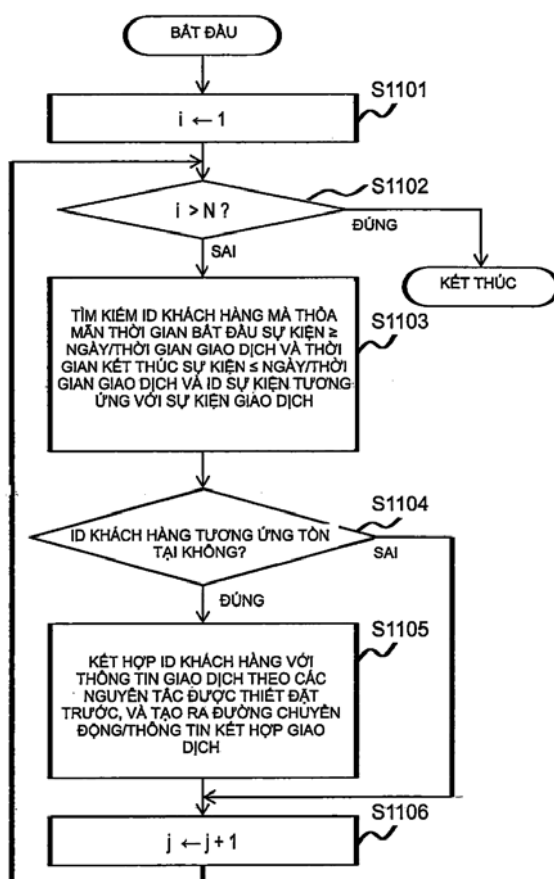 BẮT ĐẦU
S1101
i ← 1
S1102
i > N ?
ĐÚNG
SAI
KẾT THÚC
S1103
TÌM KIẾM ID KHÁCH HÀNG MÀ THỎA
MÃN THỜI GIAN BẮT ĐẦU SỰ KIỆN ≥
NGÀY/THỜI GIAN GIAO DỊCH VÀ THỜI
GIAN KẾT THÚC SỰ KIỆN ≤ NGÀY/THỜI
GIAN GIAO DỊCH VÀ ID SỰ KIỆN TƯƠNG
ỨNG VỚI SỰ KIỆN GIAO DỊCH
S1104
ID KHÁCH HÀNG TƯƠNG ỨNG TỒN
TẠI KHÔNG?
SAI
ĐÚNG
S1105
KẾT HỢP ID KHÁCH HÀNG VỚI
THÔNG TIN GIAO DỊCH THEO CÁC
NGUYÊN TẮC ĐƯỢC THIẾT ĐẶT
TRƯỚC, VÀ TẠO RA ĐƯỜNG CHUYỂN
ĐỘNG/THÔNG TIN KẾT HỢP GIAO
DỊCH
S1106
j ← j + 1